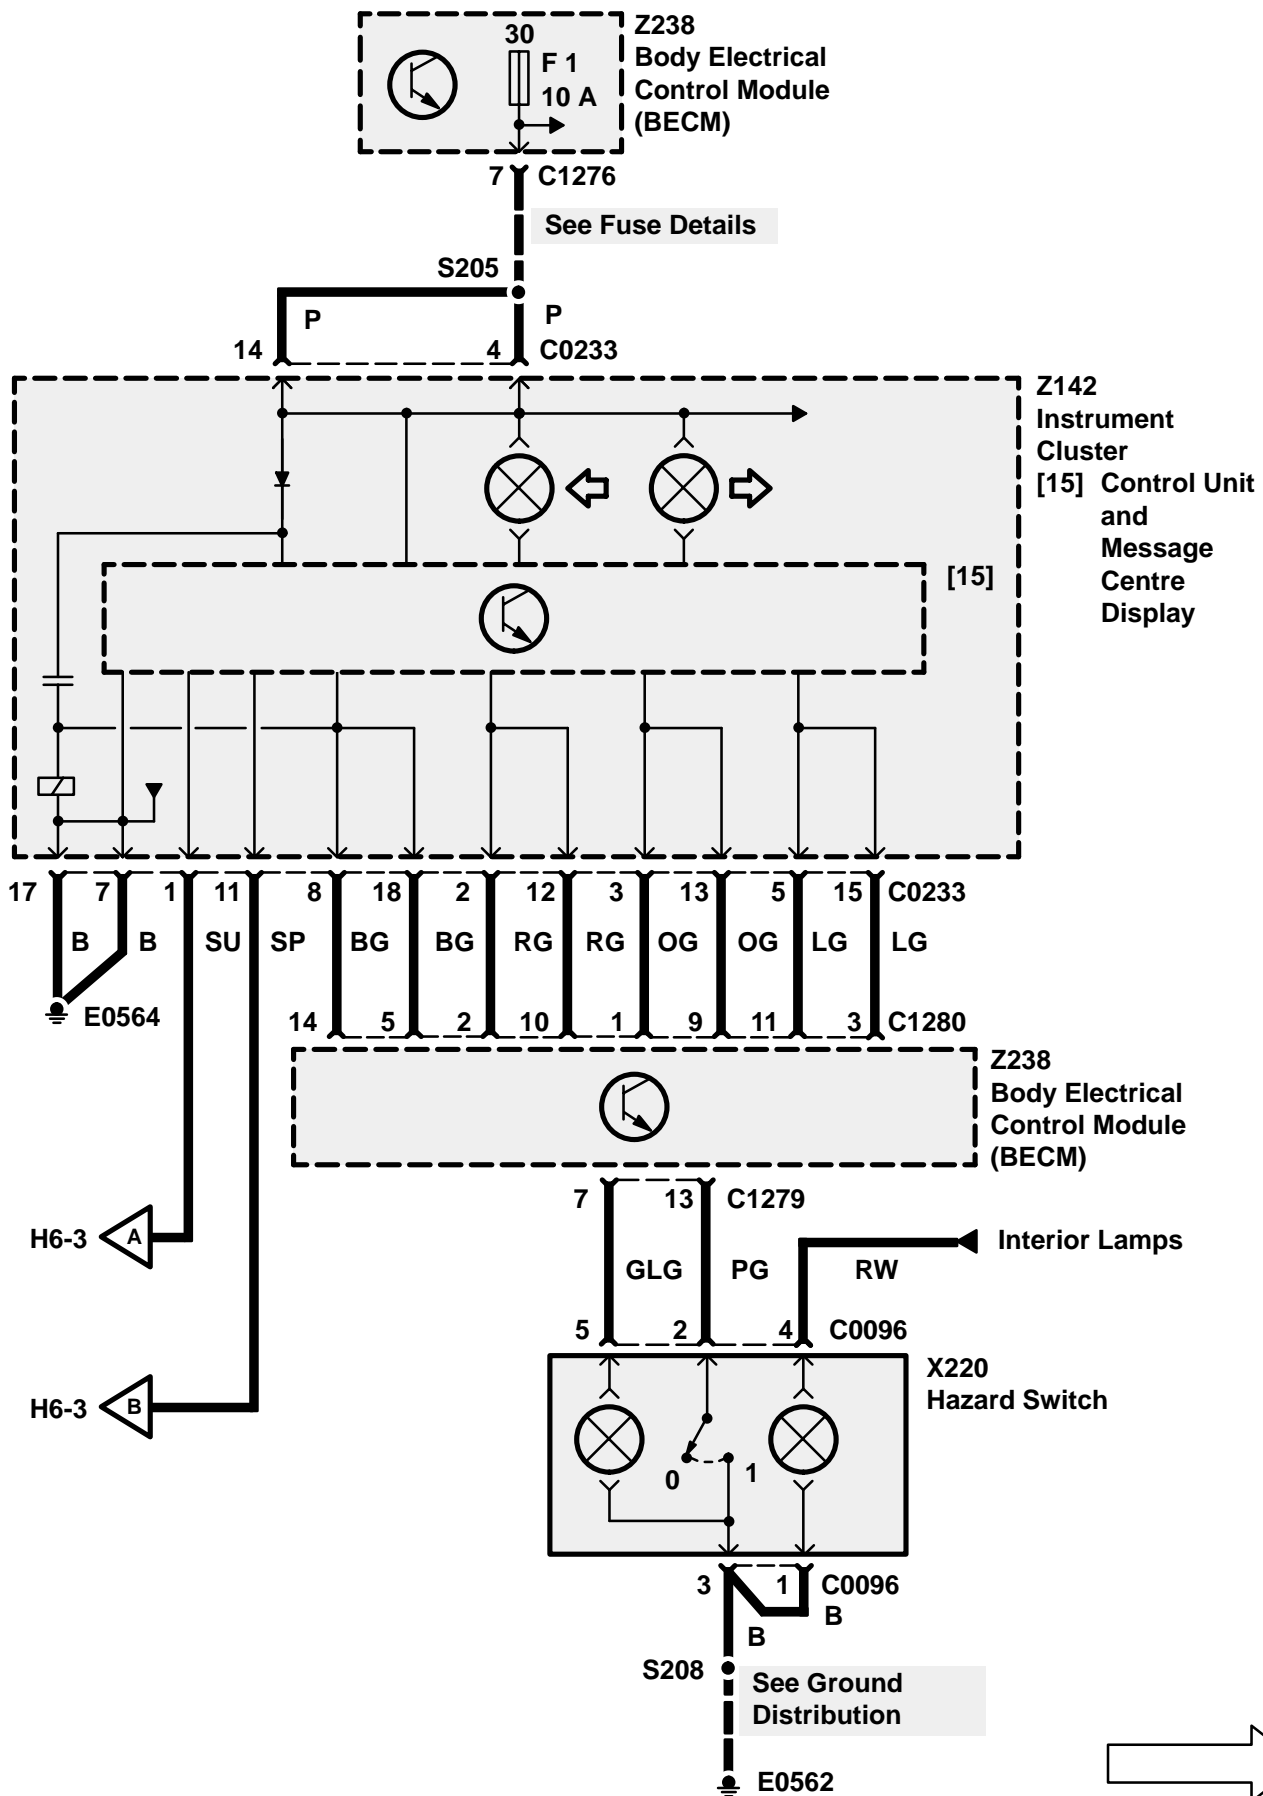 30
F 1
10 A
Z238
Body Electrical
Control Module
(BECM)
7 C1276
See Fuse Details
S205
P P
14 4 C0233
Z142
Instrument
Cluster
[15] Control Unit
and
Message
Centre
Display
[15]
17 7 1 11 8 18 2 12 3 13 5 15 C0233
B B SU SP BG BG RG RG OG OG LG LG
E0564
14 5 2 10 1 9 11 3 C1280
Z238
Body Electrical
Control Module
(BECM)
7 13 C1279
H6-3 A
Interior Lamps
GLG PG RW
5 2 4 C0096
X220
Hazard Switch
H6-3 B
0 1
3 1 C0096
B
B
S208
See Ground
Distribution
E0562